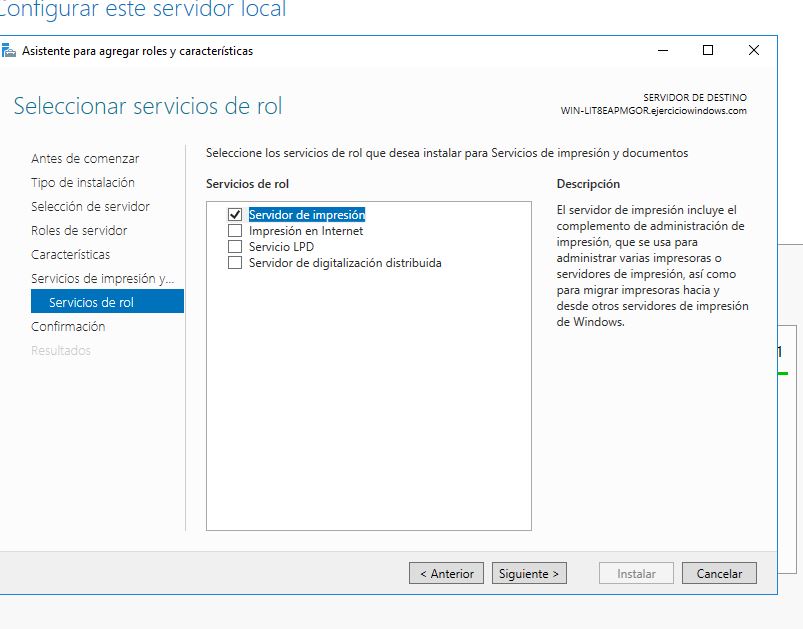 Configurar este servidor local
Asistente para agregar roles y características
Seleccionar servicios de rol
SERVIDOR DE DESTINO
WIN-LIT8EAPMGOR.ejerciciowindows.com
Antes de comenzar
Tipo de instalación
Selección de servidor
Roles de servidor
Características
Servicios de impresión y...
Servicios de rol
Confirmación
Resultados
Seleccione los servicios de rol que desea instalar para Servicios de impresión y documentos
Servicios de rol
Servidor de impresión
Impresión en Internet
Servicio LPD
Servidor de digitalización distribuida
Descripción
El servidor de impresión incluye el
complemento de administración de
impresión, que se usa para
administrar varias impresoras o
servidores de impresión, así como
para migrar impresoras hacia y
desde otros servidores de impresión
de Windows.
1
< Anterior
Siguiente >
Instalar
Cancelar